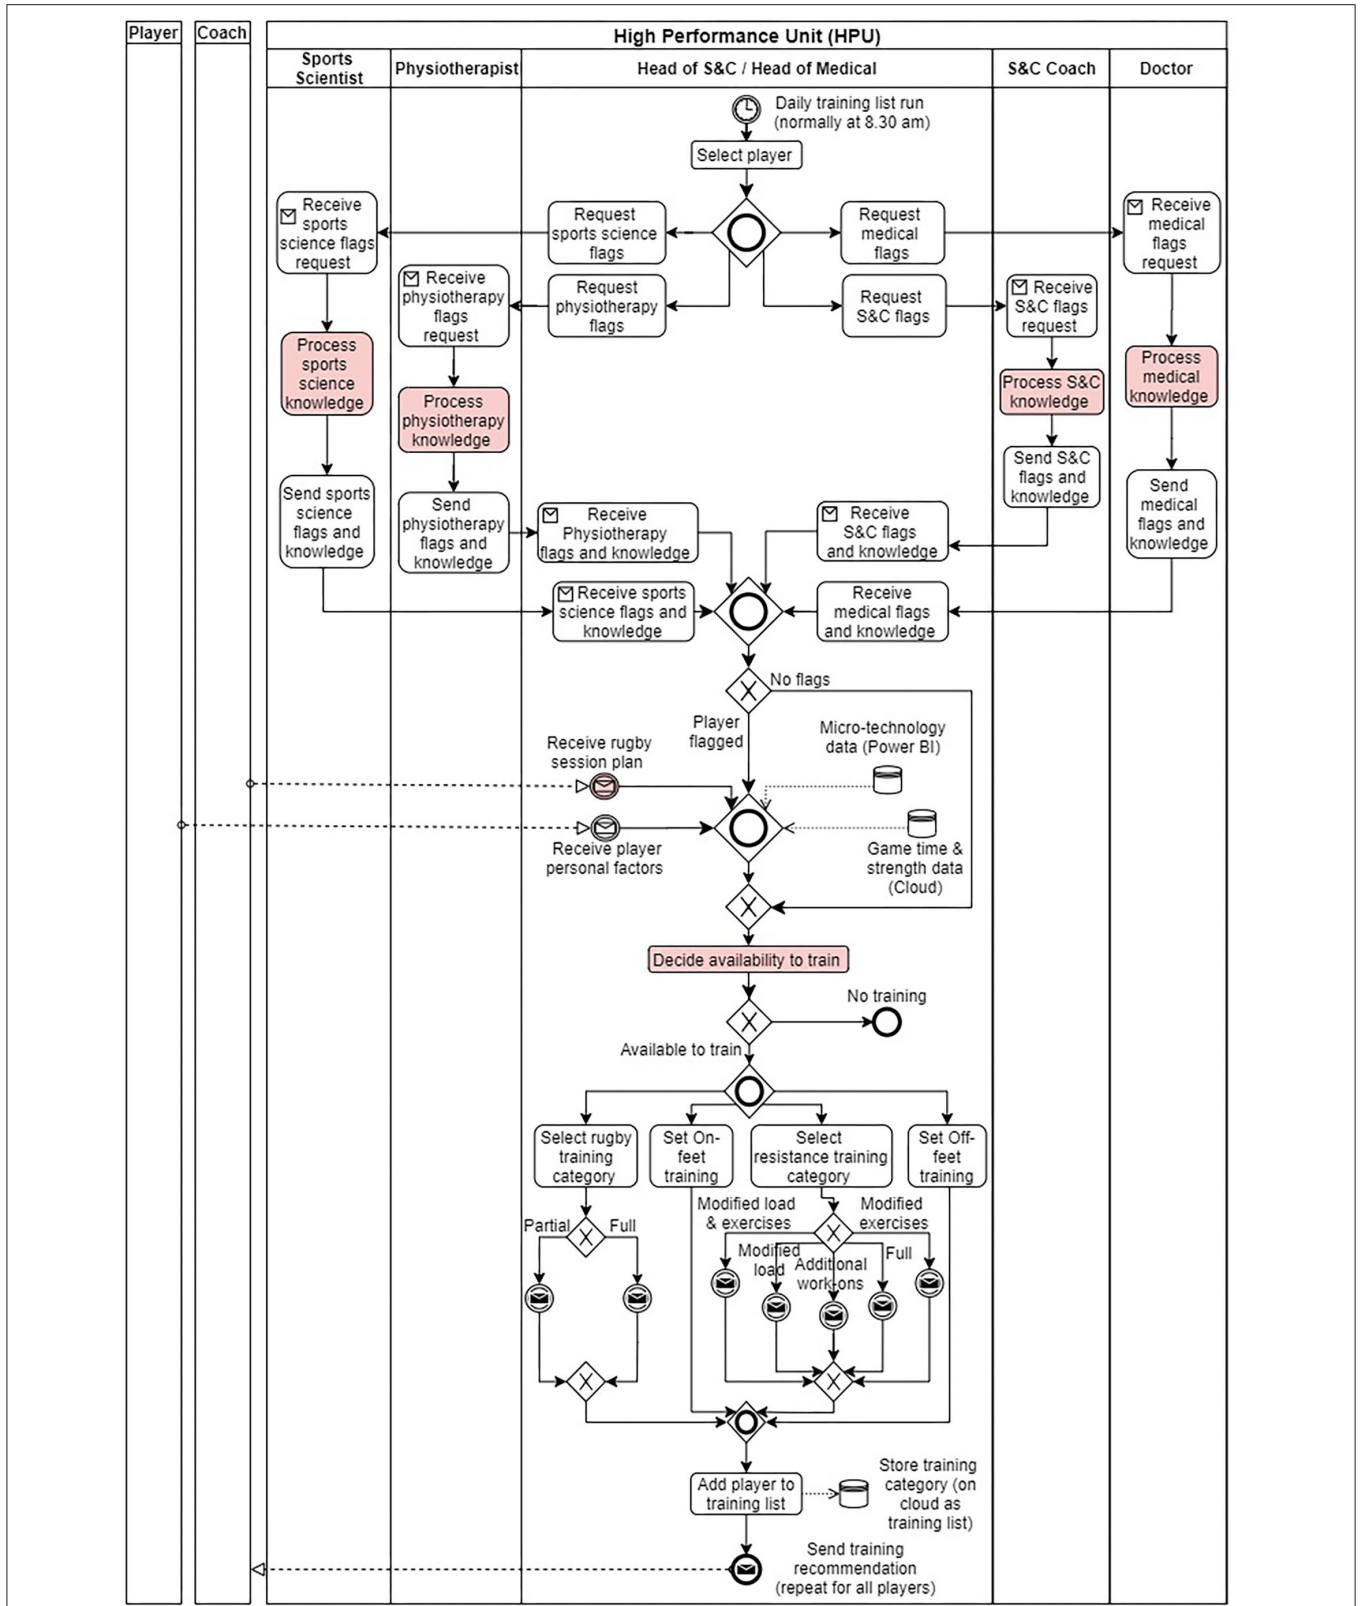 Player
Coach
High Performance Unit (HPU)
Sports
Scientist
Physiotherapist
Head of S&C / Head of Medical
S&C Coach
Doctor
Daily training list run
(normally at 8.30 am)
Select player
Receive
sports
science flags
request
Request
sports science
flags
Request
medical
flags
Receive
medical
flags
request
Receive
physiotherapy
flags
request
Request
physiotherapy
flags
Request
S&C flags
Receive
S&C flags
request
Process
sports
science
knowledge
Process
physiotherapy
knowledge
Process S&C
knowledge
Process
medical
knowledge
Send sports
science
flags and
knowledge
Send
physiotherapy
flags and
knowledge
Send S&C
flags and
knowledge
Send
medical
flags and
knowledge
Receive
Physiotherapy
flags and knowledge
Receive
S&C flags
and knowledge
Receive sports
science flags and
knowledge
Receive
medical flags
and knowledge
No flags
Player
flagged
Micro-technology
data (Power BI)
Receive rugby
session plan
Receive player
personal factors
Game time &
strength data
(Cloud)
Decide availability to train
No training
Available to train
Select rugby
training
category
Set On-
feet
training
Select
resistance training
category
Set Off-
feet
training
Partial
Full
Modified load
& exercises
Modified
exercises
Modified
load
Additional
work-ons
Full
Add player to
training list
Store training
category (on
cloud as
training list)
Send training
recommendation
(repeat for all players)